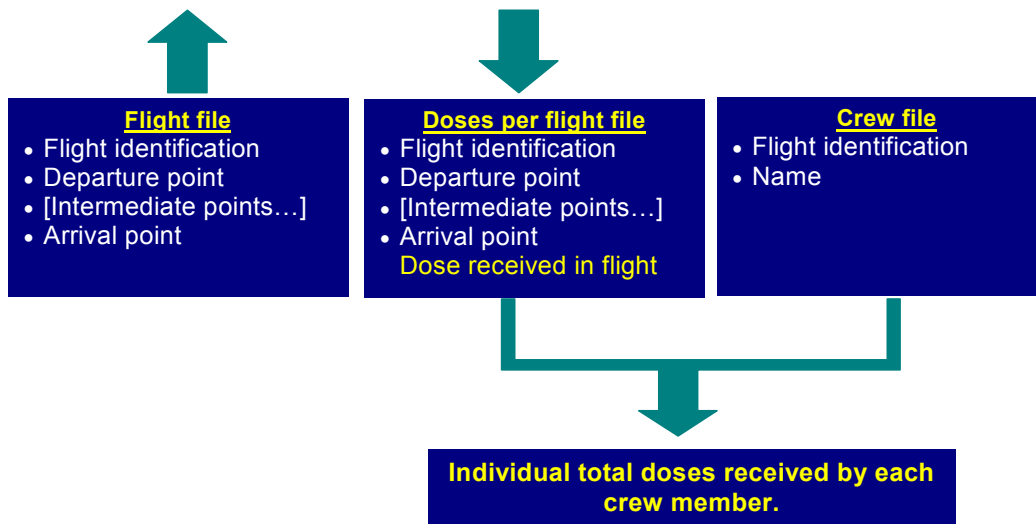 Flight file
• Flight identification
• Departure point
• [Intermediate points…]
• Arrival point
Doses per flight file
• Flight identification
• Departure point
• [Intermediate points…]
• Arrival point
Dose received in flight
Crew file
• Flight identification
• Name
Individual total doses received by each
crew member.